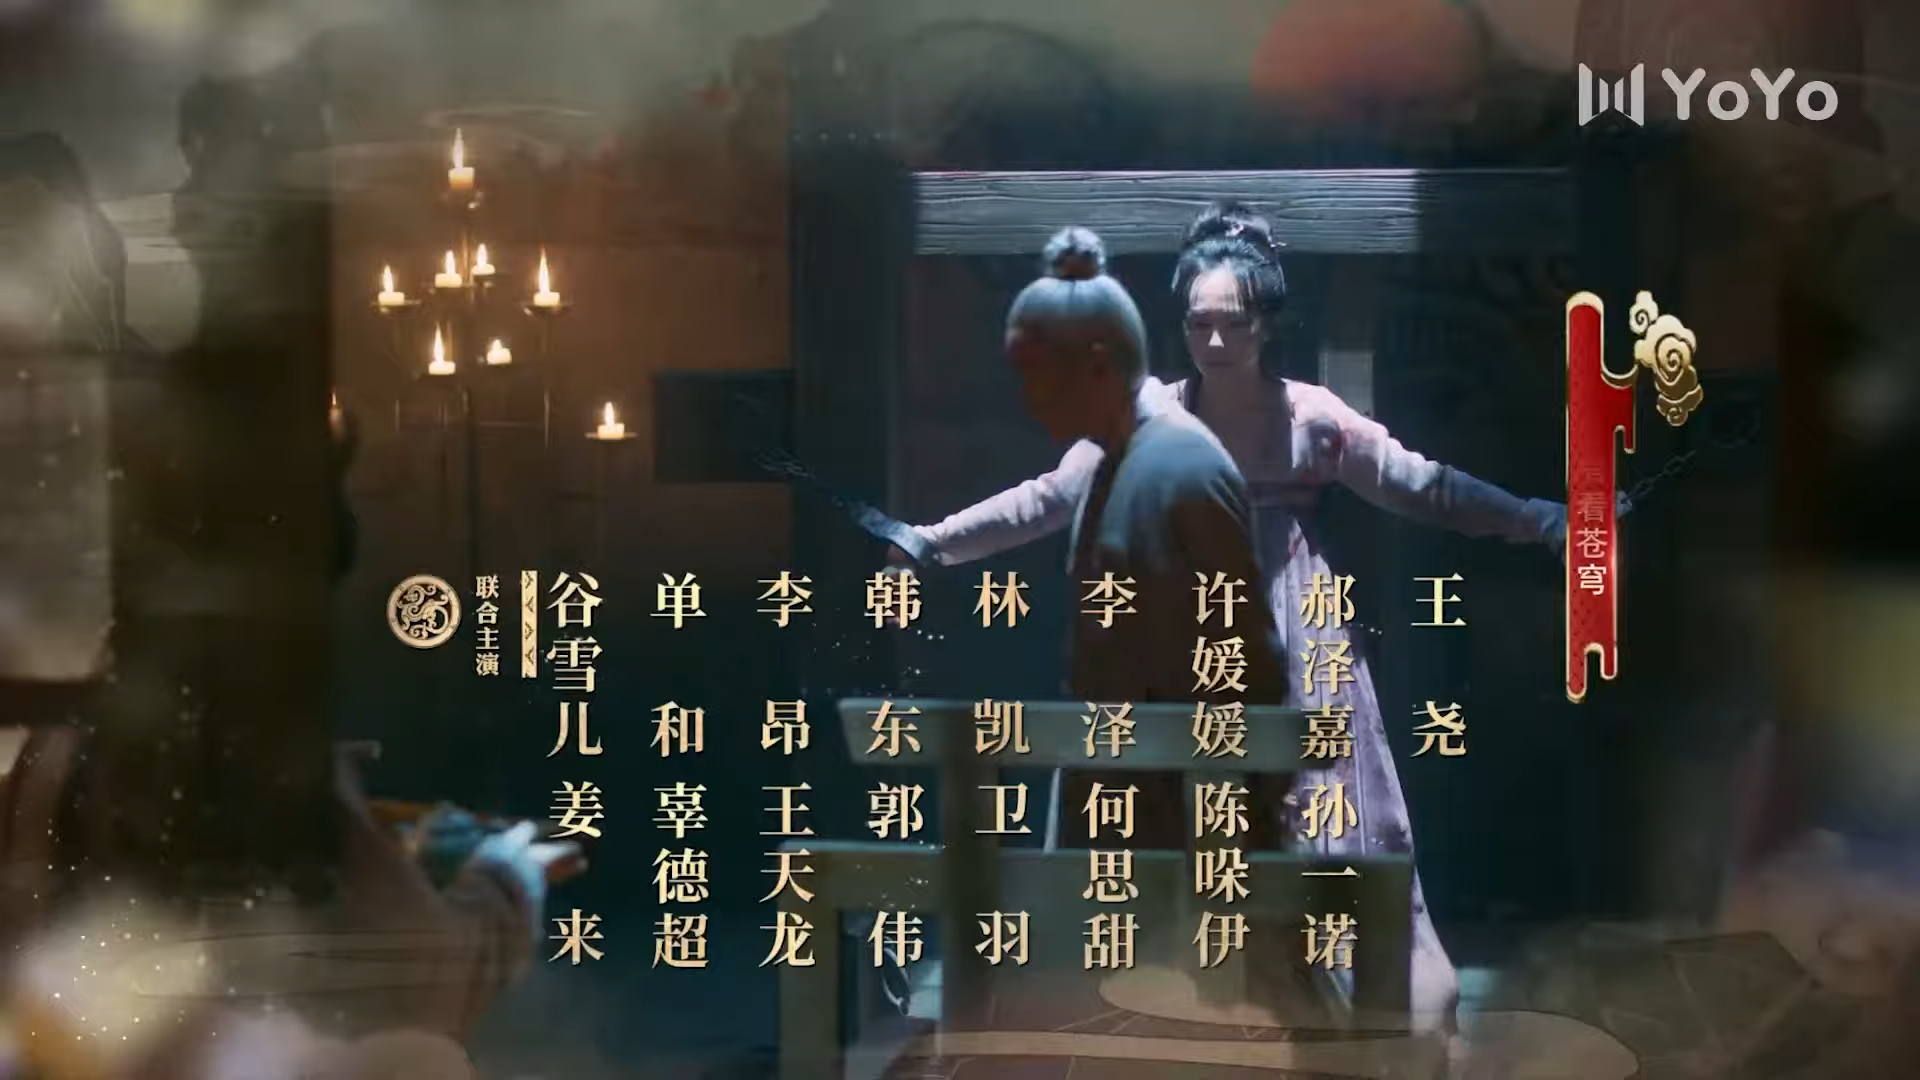 YoYo
看苍穹
联合主演
谷雪儿
单和
李昂
韩东
林凯
李泽
许媛媛
郝泽嘉
王尧
姜来
辜德超
王天龙
郭伟
卫羽
何思甜
陈哚伊
孙一诺